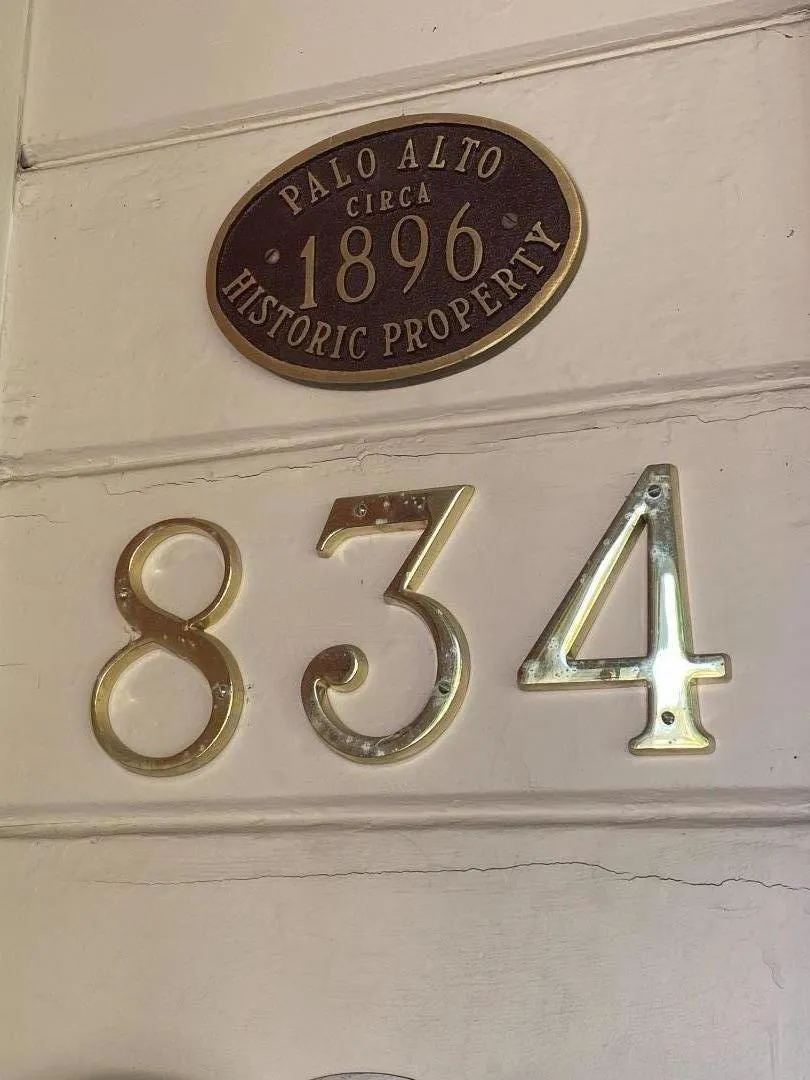 PALO ALTO
CIRCA
1896
HISTORIC PROPERTY
834